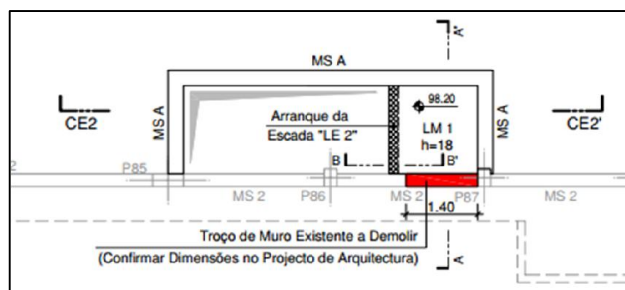 A'
MS A
MS A
MS A
Arranque da
Escada "LE 2"
98.20
LM 1
h=18
CE2
CE2'
B
B'
P85
MS 2
P86
MS 2
P87
MS 2
1.40
Troço de Muro Existente a Demolir
(Confirmar Dimensões no Projecto de Arquitectura)
A